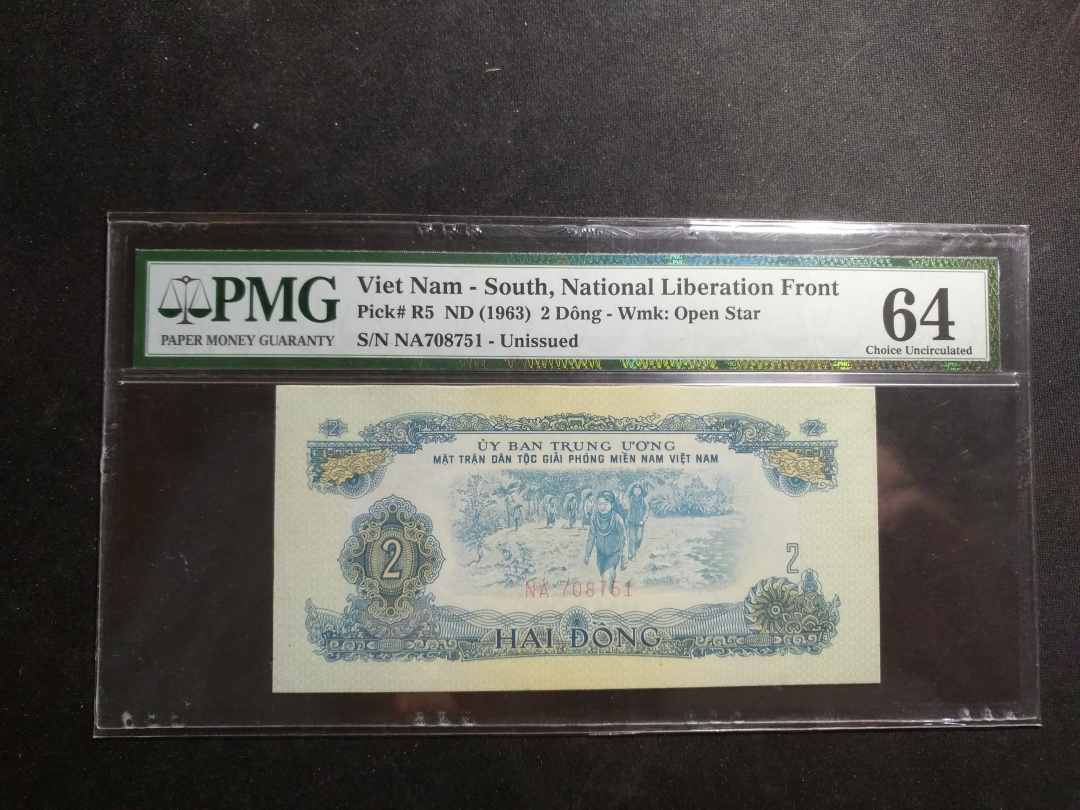 PMG
PAPER MONEY GUARANTY
Viet Nam - South, National Liberation Front
Pick# R5 ND (1963) 2 Dông - Wmk: Open Star
S/N NA708751 - Unissued
64
Choice Uncirculated
2 2
ỦY BAN TRUNG ƯƠNG
MẶT TRẬN DÂN TỘC GIẢI PHÓNG MIỀN NAM VIỆT NAM
2 2
NA 708751
HAI ĐỒNG